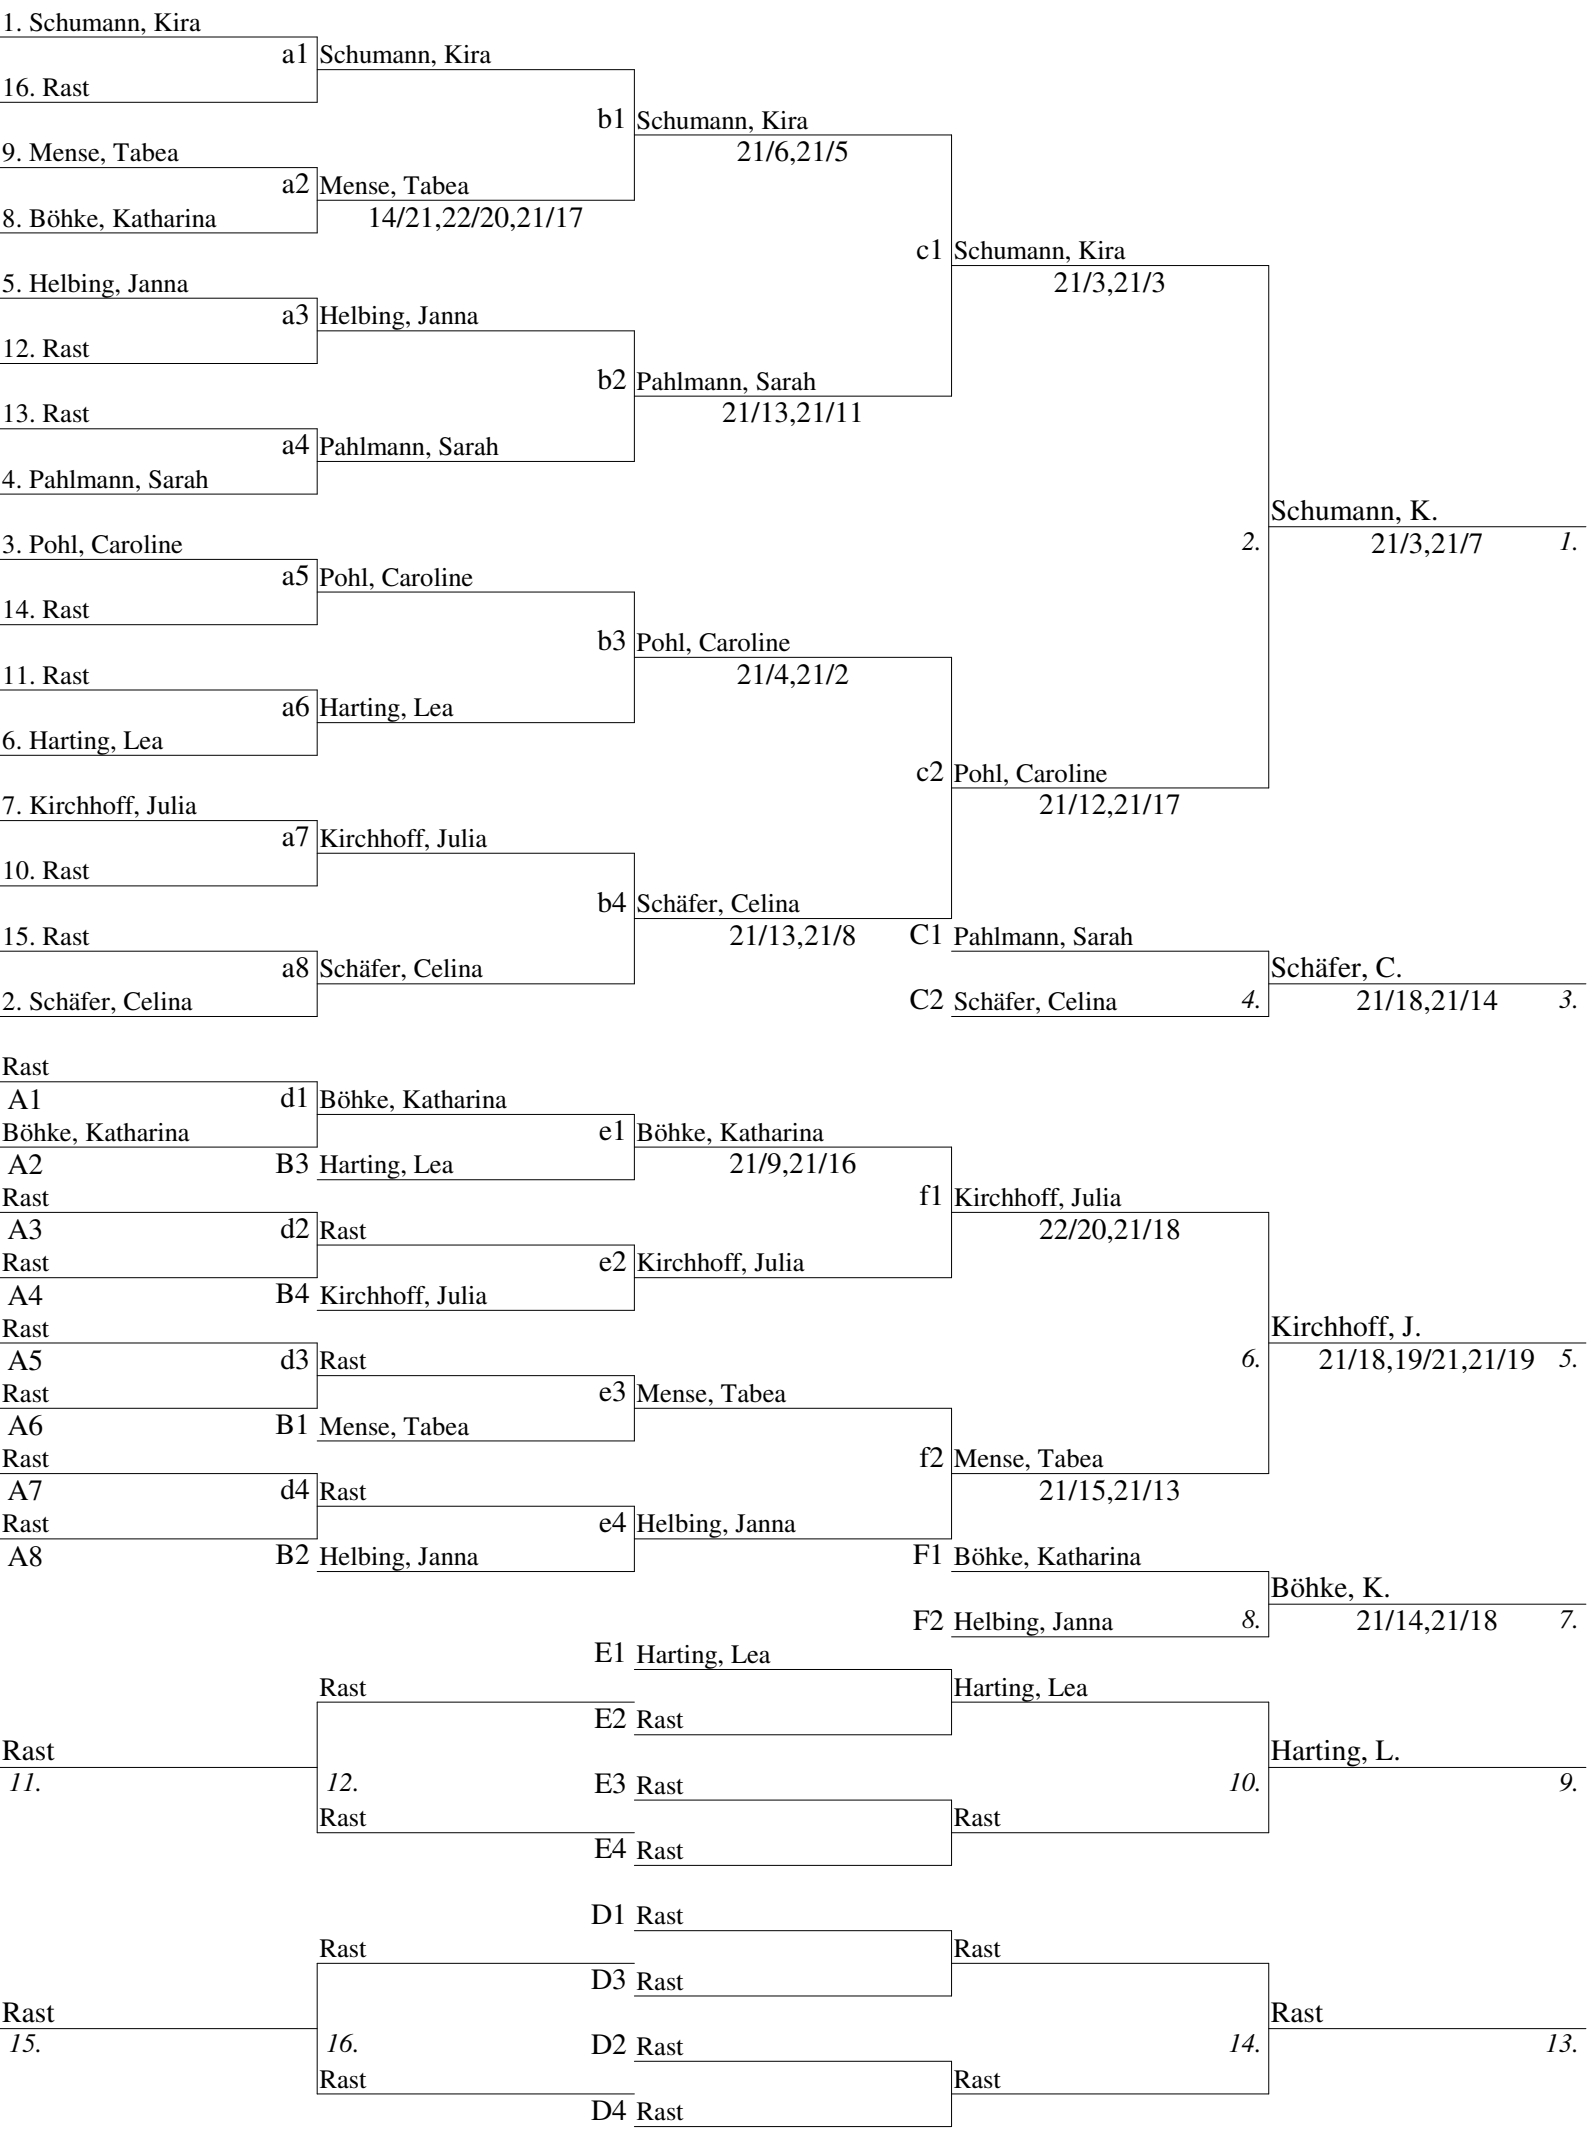 1. Schumann, Kira
a1 Schumann, Kira
16. Rast
b1 Schumann, Kira
9. Mense, Tabea
21/6,21/5
a2 Mense, Tabea
8. Böhke, Katharina
14/21,22/20,21/17
c1 Schumann, Kira
5. Helbing, Janna
21/3,21/3
a3 Helbing, Janna
12. Rast
b2 Pahlmann, Sarah
13. Rast
21/13,21/11
a4 Pahlmann, Sarah
4. Pahlmann, Sarah
Schumann, K.
3. Pohl, Caroline
2.
21/3,21/7
1.
a5 Pohl, Caroline
14. Rast
b3 Pohl, Caroline
11. Rast
21/4,21/2
a6 Harting, Lea
6. Harting, Lea
c2 Pohl, Caroline
7. Kirchhoff, Julia
21/12,21/17
a7 Kirchhoff, Julia
10. Rast
b4 Schäfer, Celina
15. Rast
21/13,21/8
C1 Pahlmann, Sarah
a8 Schäfer, Celina
Schäfer, C.
2. Schäfer, Celina
C2 Schäfer, Celina
4.
21/18,21/14
3.
Rast
A1
d1 Böhke, Katharina
Böhke, Katharina
e1 Böhke, Katharina
A2
B3 Harting, Lea
21/9,21/16
Rast
f1 Kirchhoff, Julia
A3
d2 Rast
22/20,21/18
Rast
e2 Kirchhoff, Julia
A4
B4 Kirchhoff, Julia
Rast
Kirchhoff, J.
A5
d3 Rast
6.
21/18,19/21,21/19
5.
Rast
e3 Mense, Tabea
A6
B1 Mense, Tabea
Rast
f2 Mense, Tabea
A7
d4 Rast
21/15,21/13
Rast
e4 Helbing, Janna
A8
B2 Helbing, Janna
F1 Böhke, Katharina
Böhke, K.
F2 Helbing, Janna
8.
21/14,21/18
7.
E1 Harting, Lea
Rast
Harting, Lea
E2 Rast
Rast
Harting, L.
11.
12.
E3 Rast
10.
9.
Rast
Rast
E4 Rast
D1 Rast
Rast
Rast
D3 Rast
Rast
Rast
15.
16.
D2 Rast
14.
13.
Rast
Rast
D4 Rast